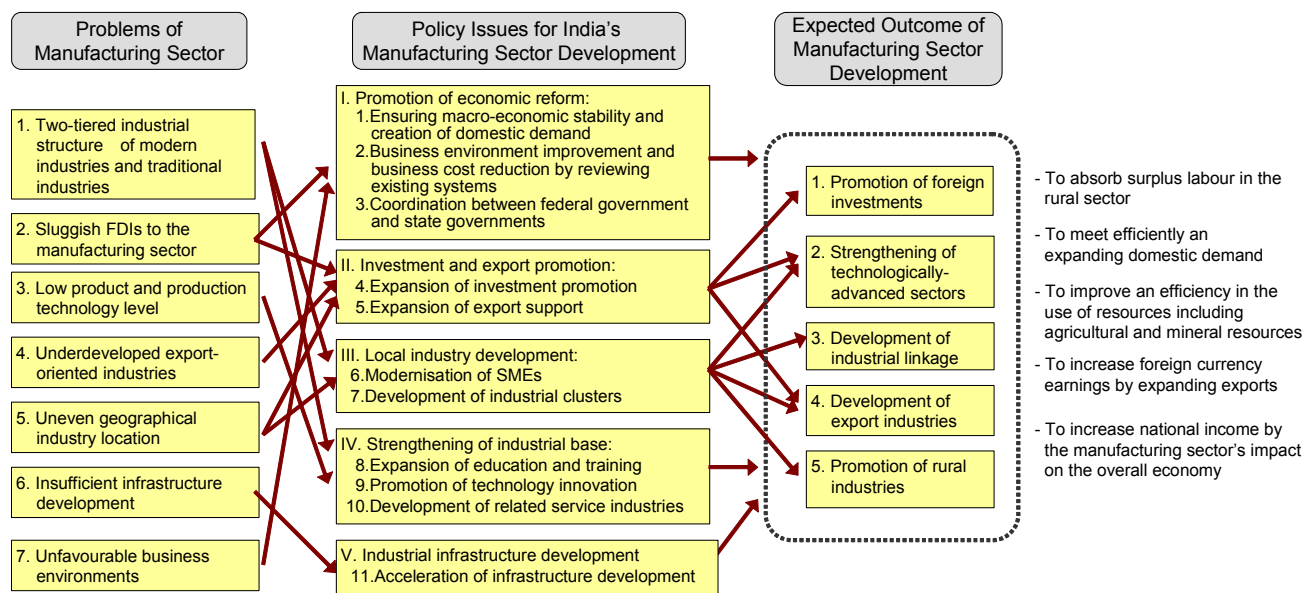 Problems of
Manufacturing Sector
Policy Issues for India's
Manufacturing Sector Development
Expected Outcome of
Manufacturing Sector
Development
1. Two-tiered industrial
structure of modern
industries and traditional
industries
2. Sluggish FDIs to the
manufacturing sector
3. Low product and production
technology level
4. Underdeveloped export-
oriented industries
5. Uneven geographical
industry location
6. Insufficient infrastructure
development
7. Unfavourable business
environments
I. Promotion of economic reform:
1.Ensuring macro-economic stability and
creation of domestic demand
2.Business environment improvement and
business cost reduction by reviewing
existing systems
3.Coordination between federal government
and state governments
II. Investment and export promotion:
4.Expansion of investment promotion
5.Expansion of export support
III. Local industry development:
6.Modernisation of SMEs
7.Development of industrial clusters
IV. Strengthening of industrial base:
8.Expansion of education and training
9.Promotion of technology innovation
10.Development of related service industries
V. Industrial infrastructure development
11.Acceleration of infrastructure development
1. Promotion of foreign
investments
2. Strengthening of
technologically-
advanced sectors
3. Development of
industrial linkage
4. Development of
export industries
5. Promotion of rural
industries
- To absorb surplus labour in the
rural sector
- To meet efficiently an
expanding domestic demand
- To improve an efficiency in the
use of resources including
agricultural and mineral resources
- To increase foreign currency
earnings by expanding exports
- To increase national income by
the manufacturing sector's impact
on the overall economy